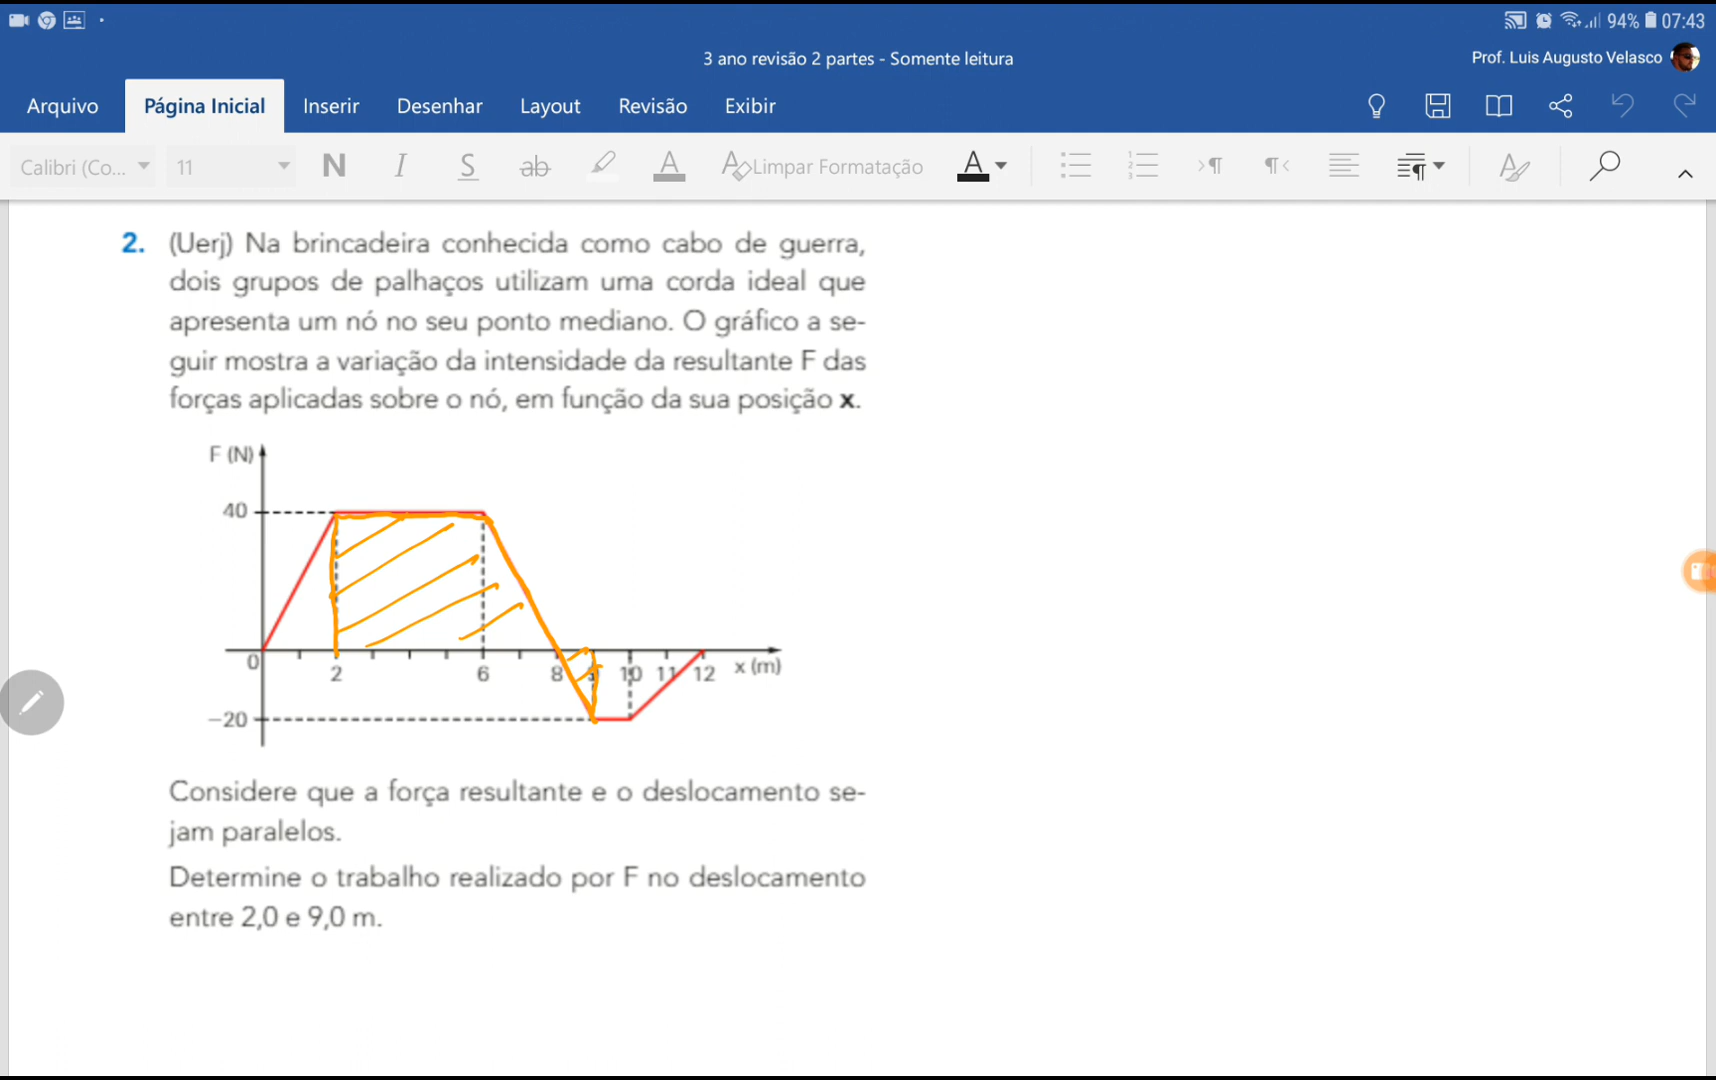 94% 07:43
3 ano revisão 2 partes - Somente leitura
Prof. Luis Augusto Velasco
Arquivo Página Inicial Inserir Desenhar Layout Revisão Exibir
Calibri (Co... 11 N I S ab A Limpar Formatação A
2. (Uerj) Na brincadeira conhecida como cabo de guerra,
dois grupos de palhaços utilizam uma corda ideal que
apresenta um nó no seu ponto mediano. O gráfico a se-
guir mostra a variação da intensidade da resultante F das
forças aplicadas sobre o nó, em função da sua posição x.
F (N)
40
0 2 6 8 9 10 11 12 x (m)
−20
Considere que a força resultante e o deslocamento se-
jam paralelos.
Determine o trabalho realizado por F no deslocamento
entre 2,0 e 9,0 m.